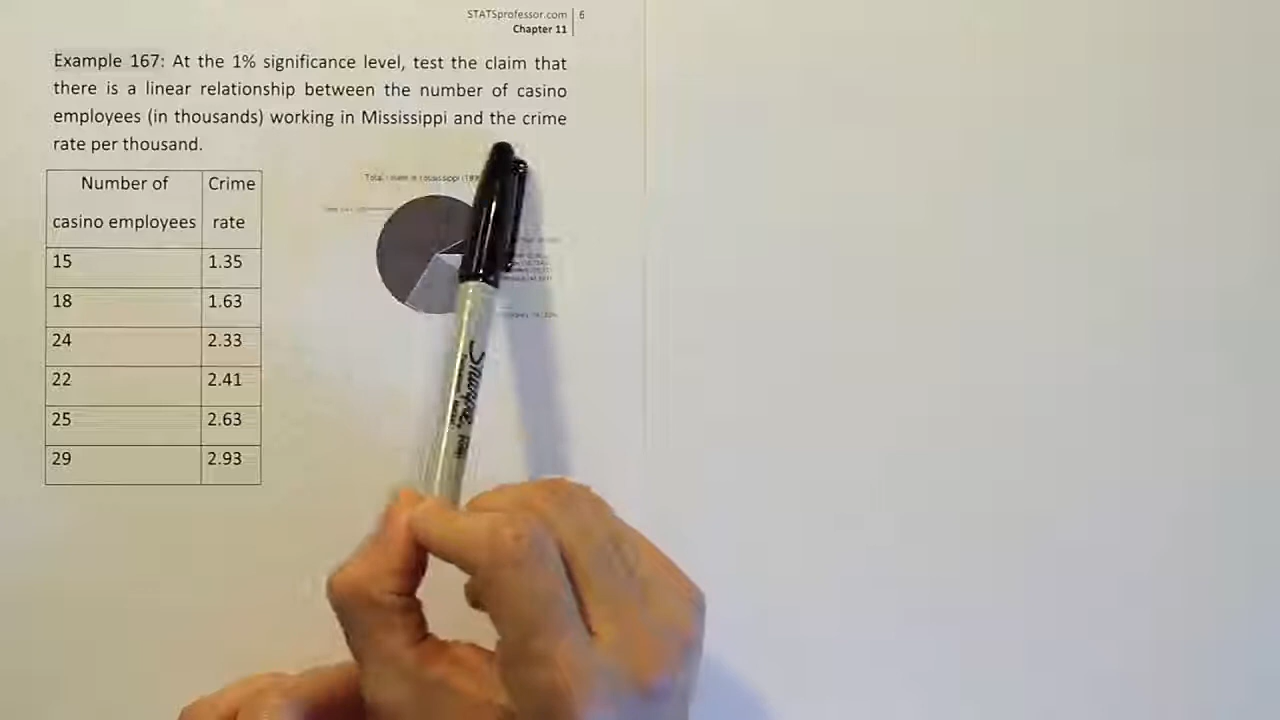 STATSprofessor.com 6
Chapter 11
Example 167: At the 1% significance level, test the claim that
there is a linear relationship between the number of casino
employees (in thousands) working in Mississippi and the crime
rate per thousand.
Number of casino employees Crime rate
15 1.35
18 1.63
24 2.33
22 2.41
25 2.63
29 2.93
Sharpie